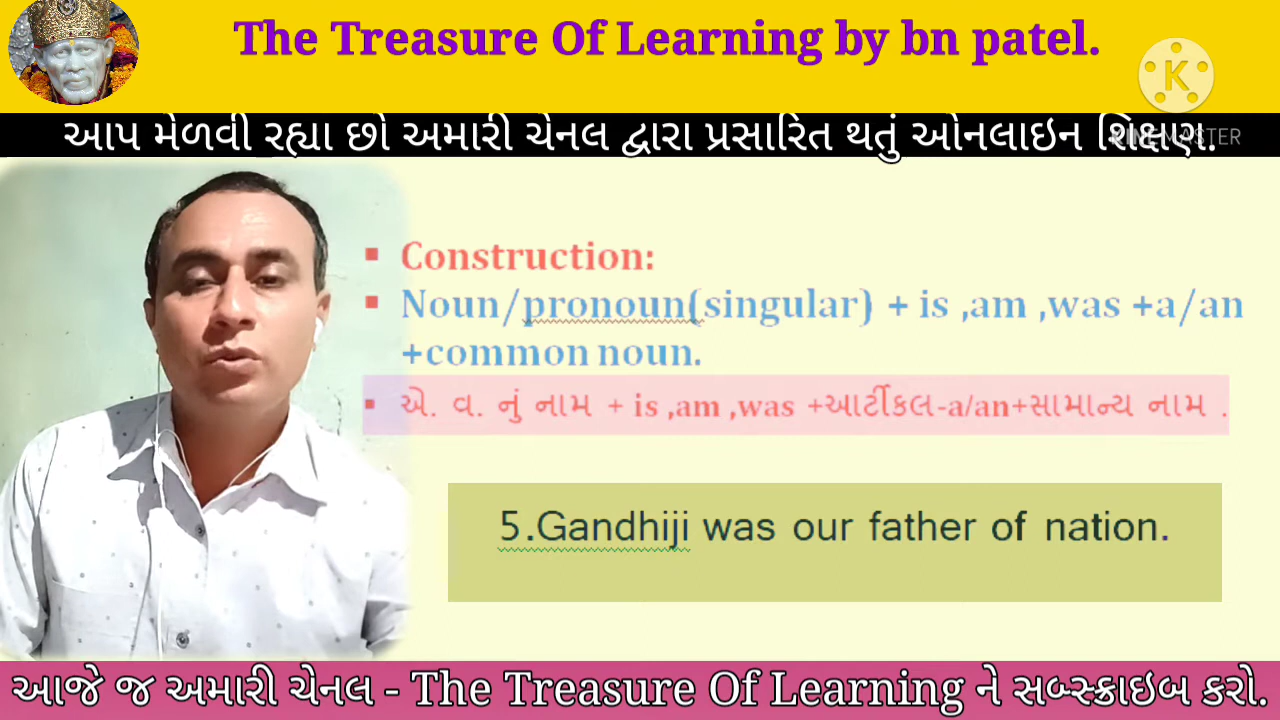 The Treasure Of Learning by bn patel.
K
KINEMASTER
આપ મેળવી રહ્યા છો અમારી ચેનલ દ્વારા પ્રસારિત થતું ઓનલાઇન શિક્ષણ.
▪ Construction:
▪ Noun/pronoun(singular) + is ,am ,was +a/an
+common noun.
▪ એ. વ. નું નામ + is ,am ,was +આર્ટીકલ-a/an+સામાન્ય નામ .
5.Gandhiji was our father of nation.
આજે જ અમારી ચેનલ - The Treasure Of Learning ને સબ્સ્ક્રાઇબ કરો.